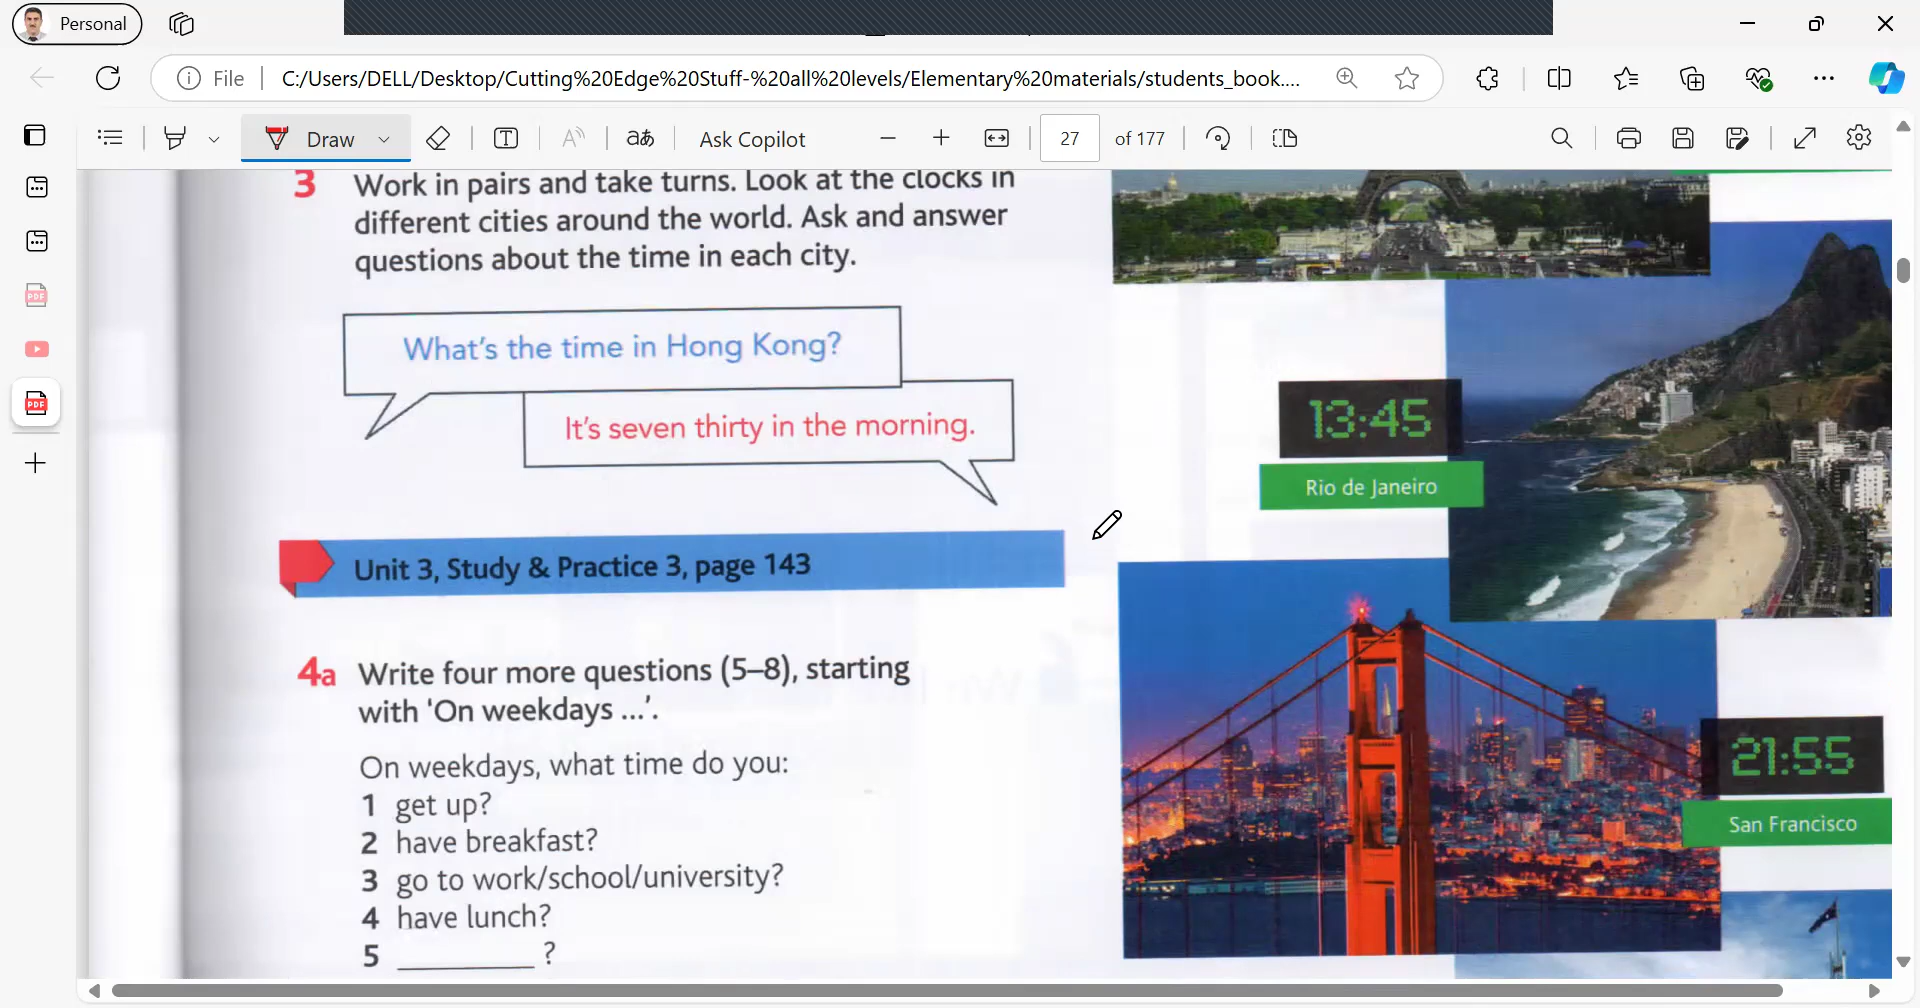 Personal
File
C:/Users/DELL/Desktop/Cutting%20Edge%20Stuff-%20all%20levels/Elementary%20materials/students_book....
Draw
aあ
Ask Copilot
27
of 177
3 Work in pairs and take turns. Look at the clocks in
different cities around the world. Ask and answer
questions about the time in each city.
What's the time in Hong Kong?
It's seven thirty in the morning.
Unit 3, Study & Practice 3, page 143
4a Write four more questions (5–8), starting
with 'On weekdays ...'.
On weekdays, what time do you:
1 get up?
2 have breakfast?
3 go to work/school/university?
4 have lunch?
5 __________ ?
13:45
Rio de Janeiro
21:55
San Francisco